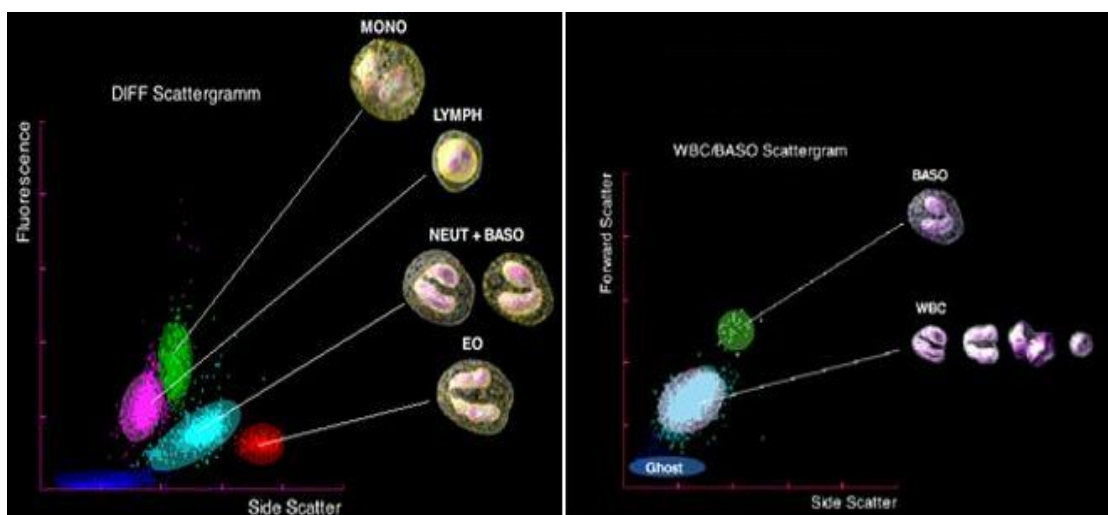 MONO
DIFF Scattergramm
LYMPH
Fluorescence
NEUT + BASO
EO
Side Scatter
WBC/BASO Scattergram
BASO
Forward Scatter
WBC
Ghost
Side Scatter